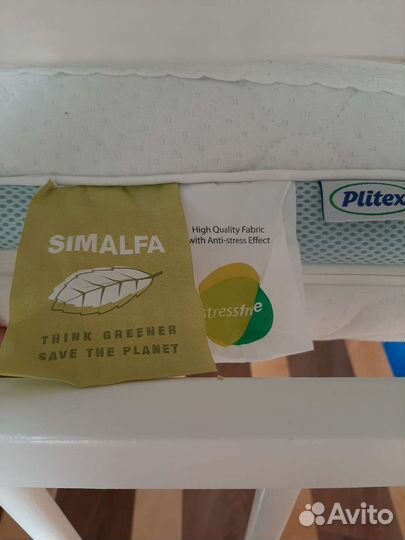 SIMALFA
THINK GREENER
SAVE THE PLANET
High Quality Fabric
with Anti-stress Effect
stressfree
Plitex
Avito